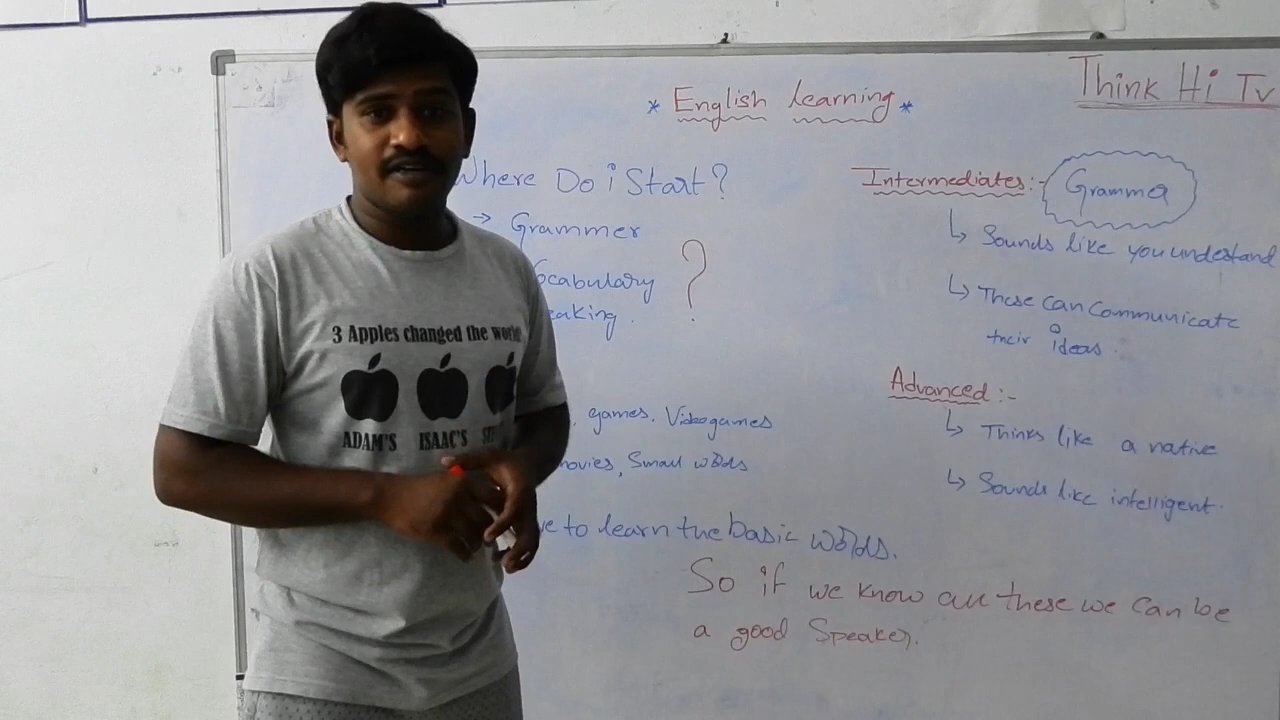 Think Hi Tv
* English learning *
Where Do i Start?
→ Grammer
Vocabulary
eaking.
?
games. Videogames
movies, Small words
ve to learn the basic words.
Intermediates:- Grammer
↳ Sounds like you understand
↳ These can communicate
their ideas.
Advanced:-
↳ Thinks like a native
↳ Sounds like intelligent.
So if we know all these we can be
a good Speaker.
3 Apples changed the world
ADAM'S ISAAC'S